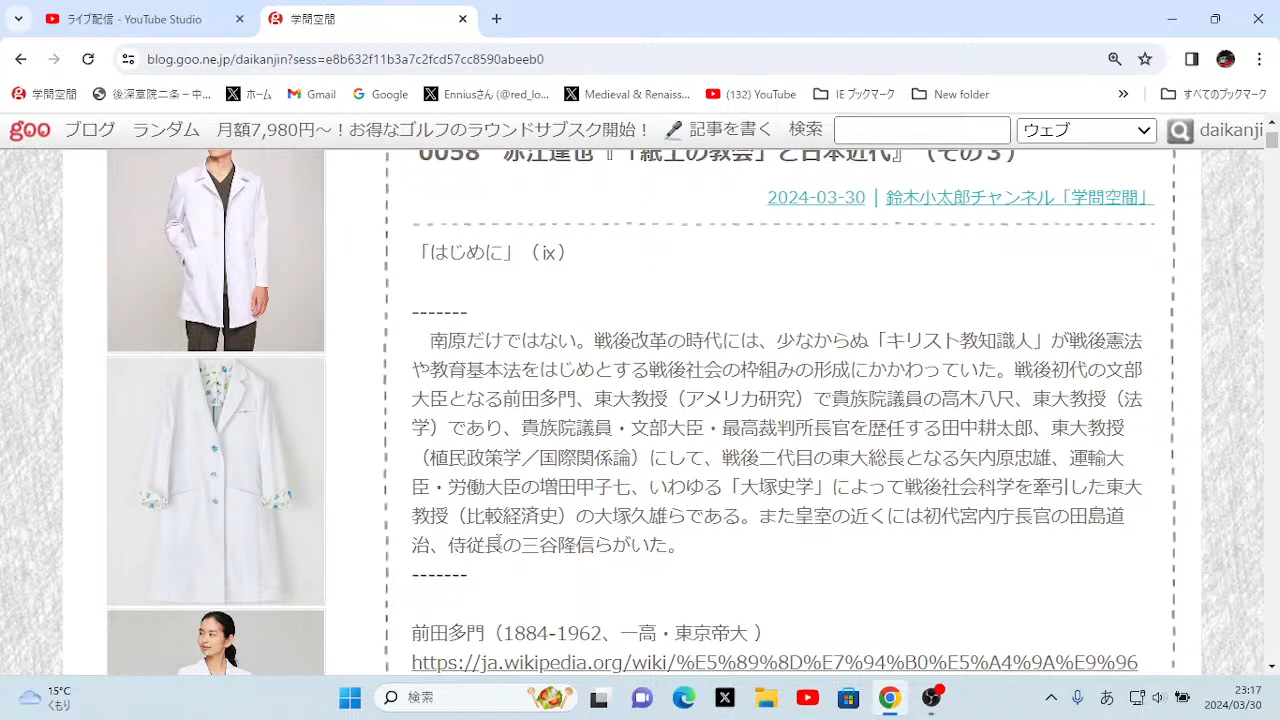 ライブ配信 - YouTube Studio
学問空間
blog.goo.ne.jp/daikanjin?sess=e8b632f11b3a7c2fcd57cc8590abeeb0
学問空間
後深草院二条 – 中...
ホーム
Gmail
Google
Enniusさん (@red_lo...
Medieval & Renaiss...
(132) YouTube
IE ブックマーク
New folder
すべてのブックマーク
goo ブログ ランダム 月額7,980円～！お得なゴルフのラウンドサブスク開始！ 記事を書く 検索 ウェブ daikanji
0058 赤江達也『「紙上の教会」と日本近代』（その３）
2024-03-30 | 鈴木小太郎チャンネル「学問空間」
「はじめに」（ⅸ）
-------
南原だけではない。戦後改革の時代には、少なからぬ「キリスト教知識人」が戦後憲法
や教育基本法をはじめとする戦後社会の枠組みの形成にかかわっていた。戦後初代の文部
大臣となる前田多門、東大教授（アメリカ研究）で貴族院議員の高木八尺、東大教授（法
学）であり、貴族院議員・文部大臣・最高裁判所長官を歴任する田中耕太郎、東大教授
（植民政策学／国際関係論）にして、戦後二代目の東大総長となる矢内原忠雄、運輸大
臣・労働大臣の増田甲子七、いわゆる「大塚史学」によって戦後社会科学を牽引した東大
教授（比較経済史）の大塚久雄らである。また皇室の近くには初代宮内庁長官の田島道
治、侍従長の三谷隆信らがいた。
-------
前田多門（1884-1962、一高・東京帝大 ）
https://ja.wikipedia.org/wiki/%E5%89%8D%E7%94%B0%E5%A4%9A%E9%96
15°C
くもり
検索
あ
23:17
2024/03/30